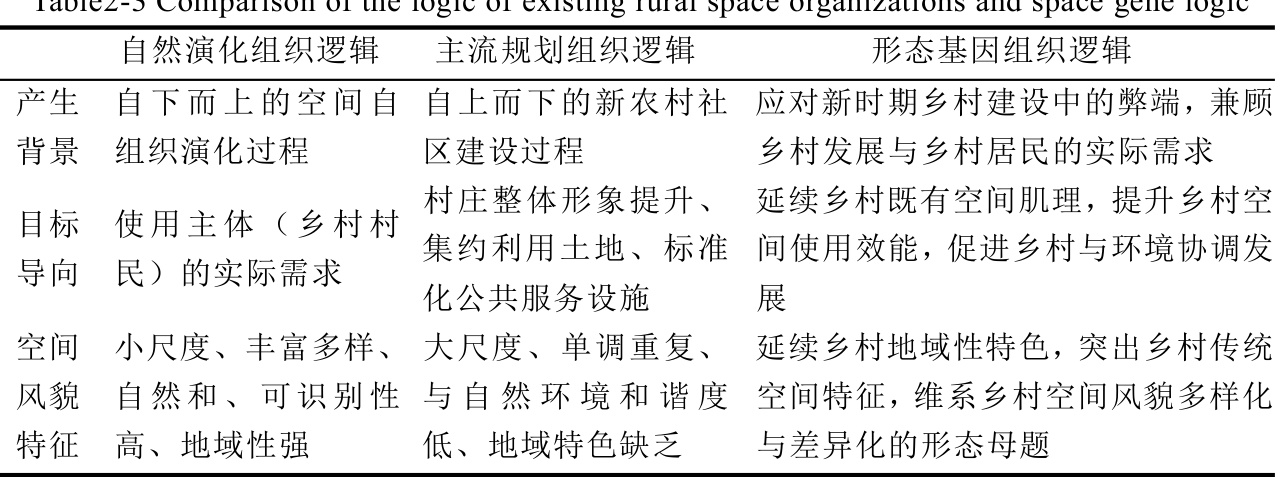 Table2-3 Comparison of the logic of existing rural space organizations and space gene logic
自然演化组织逻辑 主流规划组织逻辑 形态基因组织逻辑
产生 自下而上的空间自 自上而下的新农村社 应对新时期乡村建设中的弊端，兼顾
背景 组织演化过程 区建设过程 乡村发展与乡村居民的实际需求
目标 使用主体（乡村村 村庄整体形象提升、 延续乡村既有空间肌理，提升乡村空
导向 民）的实际需求 集约利用土地、标准 间使用效能，促进乡村与环境协调发
化公共服务设施 展
空间 小尺度、丰富多样、 大尺度、单调重复、 延续乡村地域性特色，突出乡村传统
风貌 自然和、可识别性 与自然环境和谐度 空间特征，维系乡村空间风貌多样化
特征 高、地域性强 低、地域特色缺乏 与差异化的形态母题